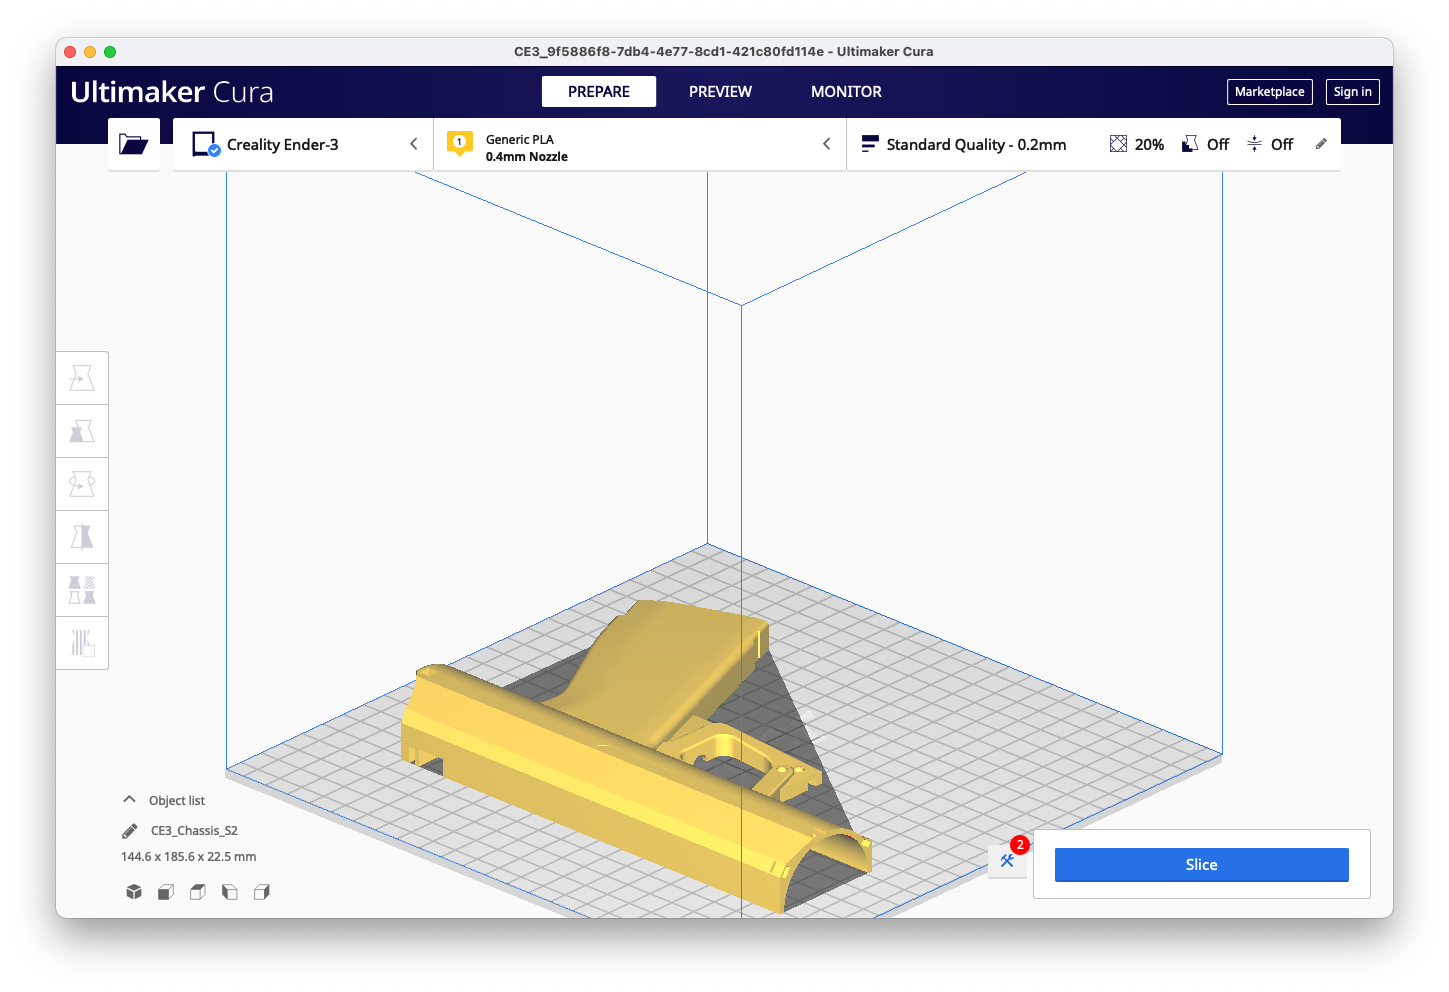 CE3_9f5886f8-7db4-4e77-8cd1-421c80fd114e - Ultimaker Cura
Ultimaker Cura
PREPARE
PREVIEW
MONITOR
Marketplace
Sign in
Creality Ender-3
1
Generic PLA
0.4mm Nozzle
Standard Quality - 0.2mm
20%
Off
Off
Object list
CE3_Chassis_S2
144.6 x 185.6 x 22.5 mm
2
Slice